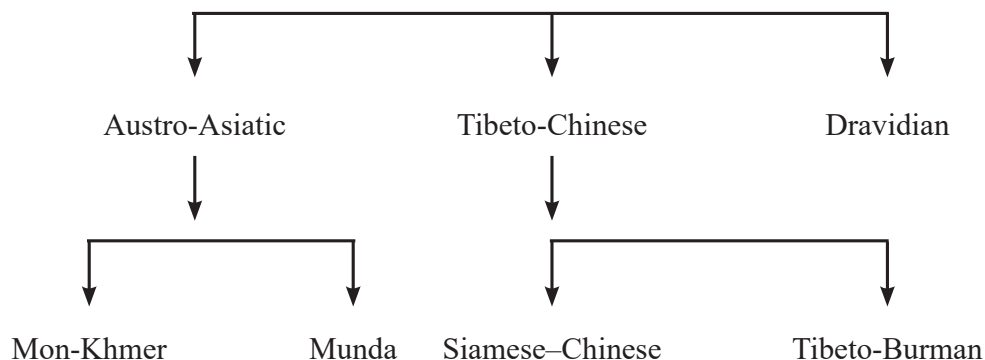 Austro-Asiatic Tibeto-Chinese Dravidian
Mon-Khmer Munda Siamese–Chinese Tibeto-Burman